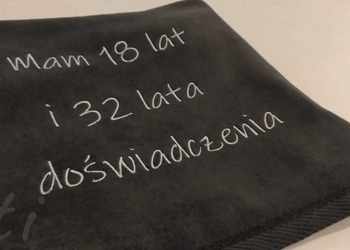 Mam 18 lat
i 32 lata
doświadczenia